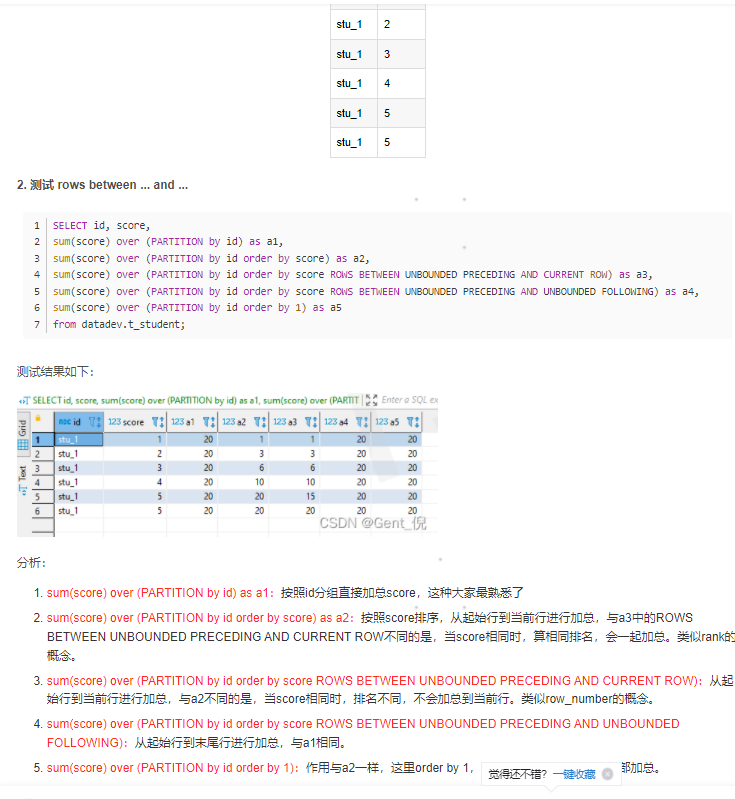 stu_1 2
stu_1 3
stu_1 4
stu_1 5
stu_1 5
2. 测试 rows between ... and ...
1 SELECT id, score,
2 sum(score) over (PARTITION by id) as a1,
3 sum(score) over (PARTITION by id order by score) as a2,
4 sum(score) over (PARTITION by id order by score ROWS BETWEEN UNBOUNDED PRECEDING AND CURRENT ROW) as a3,
5 sum(score) over (PARTITION by id order by score ROWS BETWEEN UNBOUNDED PRECEDING AND UNBOUNDED FOLLOWING) as a4,
6 sum(score) over (PARTITION by id order by 1) as a5
7 from datadev.t_student;
测试结果如下:
SELECT id, score, sum(score) over (PARTITION by id) as a1, sum(score) over (PARTIT Enter a SQL ex
Grid
Text
ABC id 123 score 123 a1 123 a2 123 a3 123 a4 123 a5
1 stu_1 1 20 1 1 20 20
2 stu_1 2 20 3 3 20 20
3 stu_1 3 20 6 6 20 20
4 stu_1 4 20 10 10 20 20
5 stu_1 5 20 20 15 20 20
6 stu_1 5 20 20 20 20 20
CSDN @Gent_倪
分析:
1. sum(score) over (PARTITION by id) as a1：按照id分组直接加总score，这种大家最熟悉了
2. sum(score) over (PARTITION by id order by score) as a2：按照score排序，从起始行到当前行进行加总，与a3中的ROWS
BETWEEN UNBOUNDED PRECEDING AND CURRENT ROW不同的是，当score相同时，算相同排名，会一起加总。类似rank的
概念。
3. sum(score) over (PARTITION by id order by score ROWS BETWEEN UNBOUNDED PRECEDING AND CURRENT ROW)：从起
始行到当前行进行加总，与a2不同的是，当score相同时，排名不同，不会加总到当前行。类似row_number的概念。
4. sum(score) over (PARTITION by id order by score ROWS BETWEEN UNBOUNDED PRECEDING AND UNBOUNDED
FOLLOWING)：从起始行到末尾行进行加总，与a1相同。
5. sum(score) over (PARTITION by id order by 1)：作用与a2一样，这里order by 1， 部加总。
觉得还不错? 一键收藏